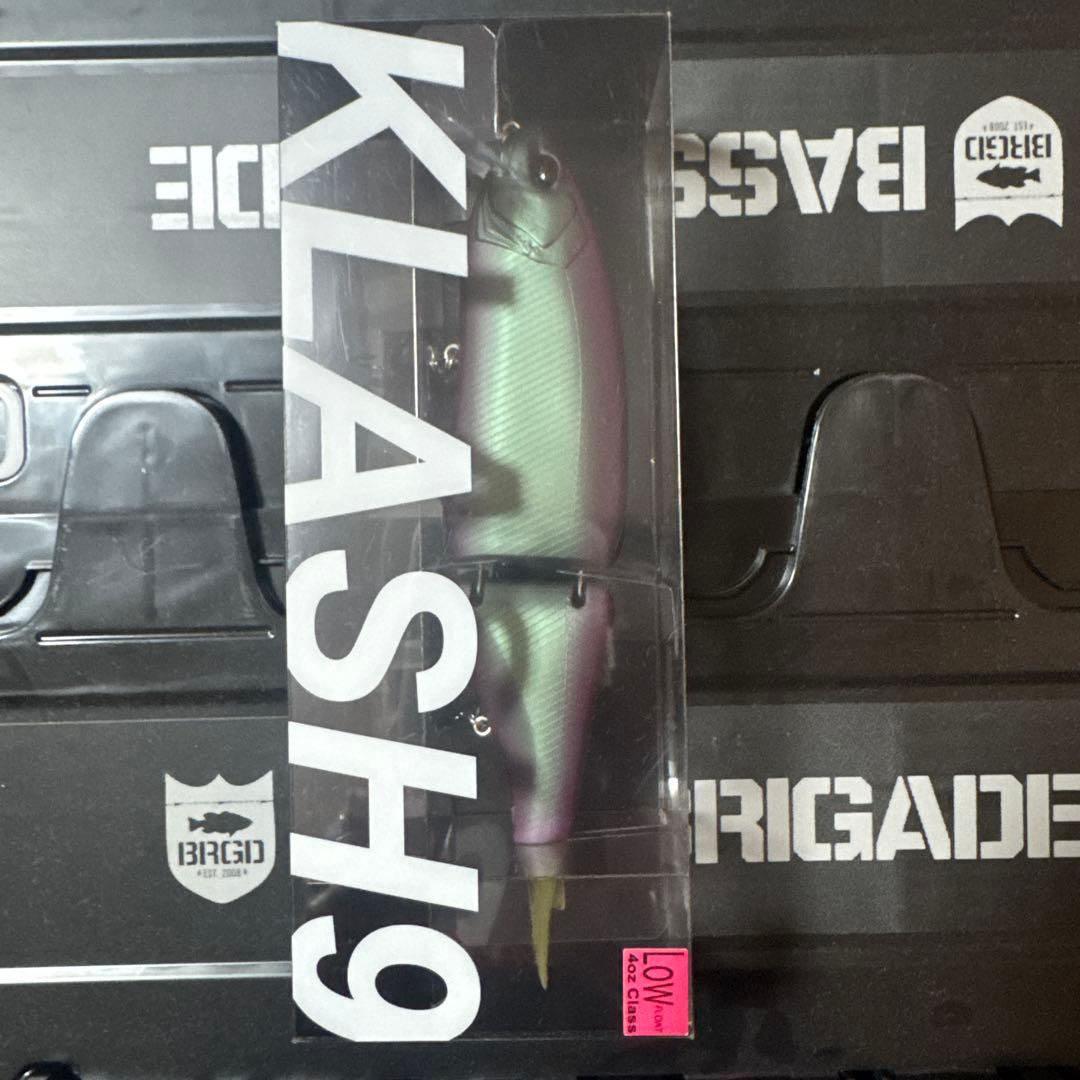 KLASH9
LOW
FLOAT
4oz Class
BASS
BRGD
★EST. 2008★
IDE
BRIGADE
BRGD
★EST. 2008★